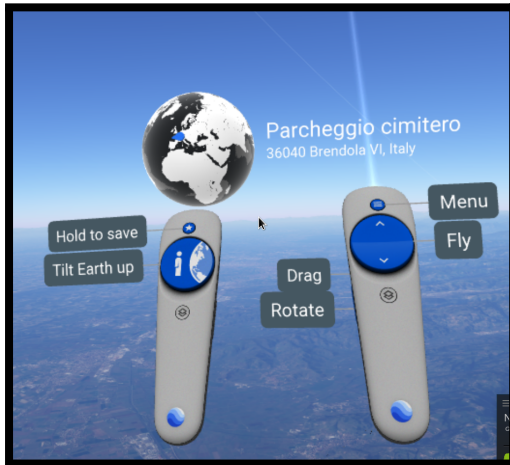 Parcheggio cimitero
36040 Brendola VI, Italy
Hold to save
Tilt Earth up
Menu
Fly
Drag
Rotate
N